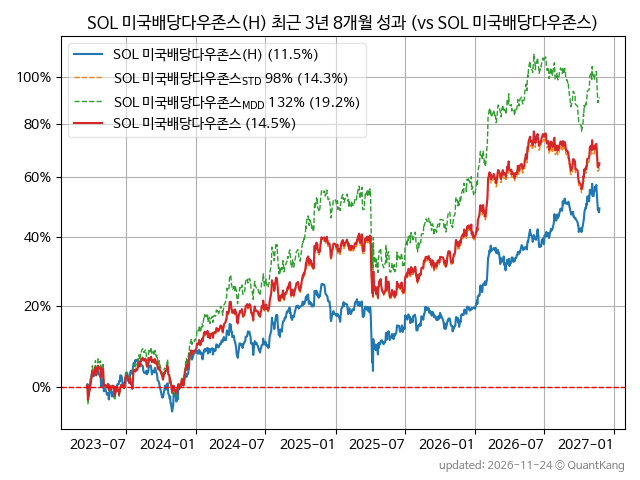 SOL 미국배당다우존스(H) 최근 3년 8개월 성과 (vs SOL 미국배당다우존스)
SOL 미국배당다우존스(H) (11.5%)
SOL 미국배당다우존스STD 98% (14.3%)
SOL 미국배당다우존스MDD 132% (19.2%)
SOL 미국배당다우존스 (14.5%)
100%
80%
60%
40%
20%
0%
2023-07 2024-01 2024-07 2025-01 2025-07 2026-01 2026-07 2027-01
updated: 2026-11-24 © QuantKang